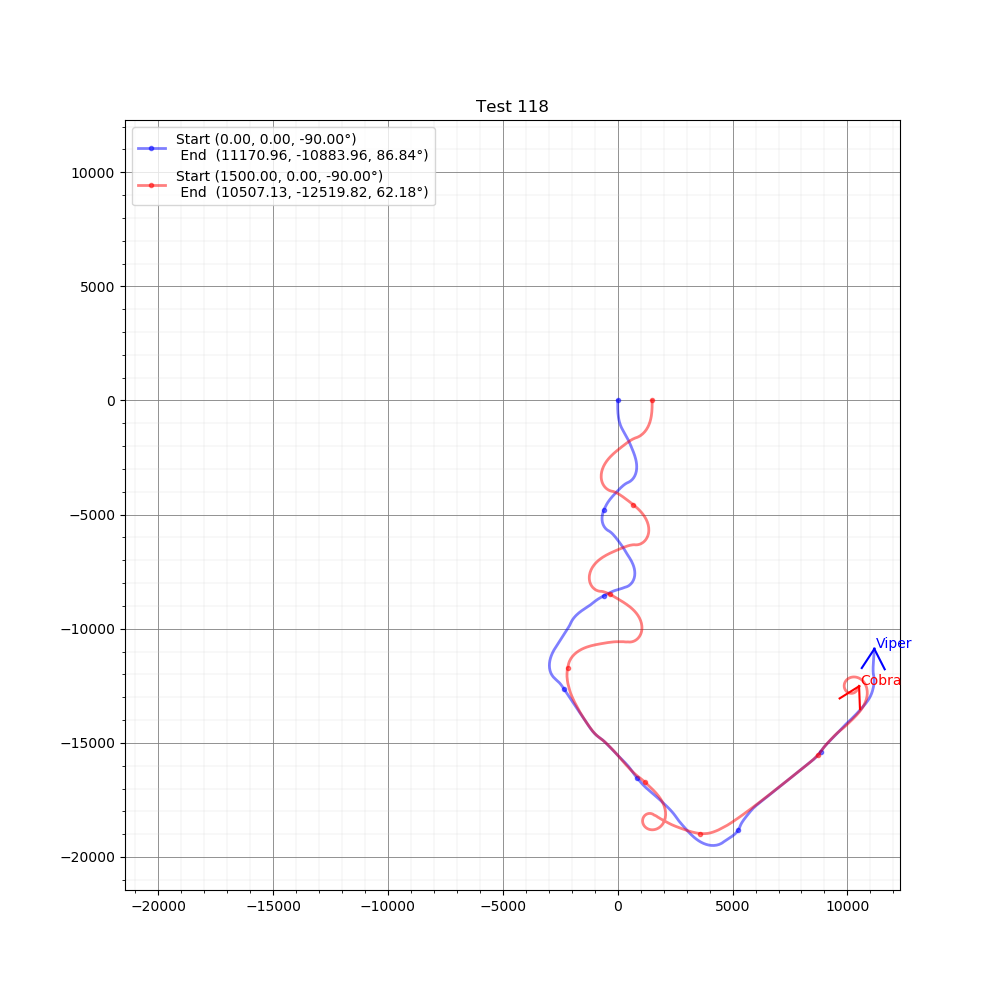 Test 118
Start (0.00, 0.00, -90.00°)
End (11170.96, -10883.96, 86.84°)
Start (1500.00, 0.00, -90.00°)
End (10507.13, -12519.82, 62.18°)
10000
5000
0
−5000
−10000
−15000
−20000
Viper
Cobra
−20000 −15000 −10000 −5000 0 5000 10000